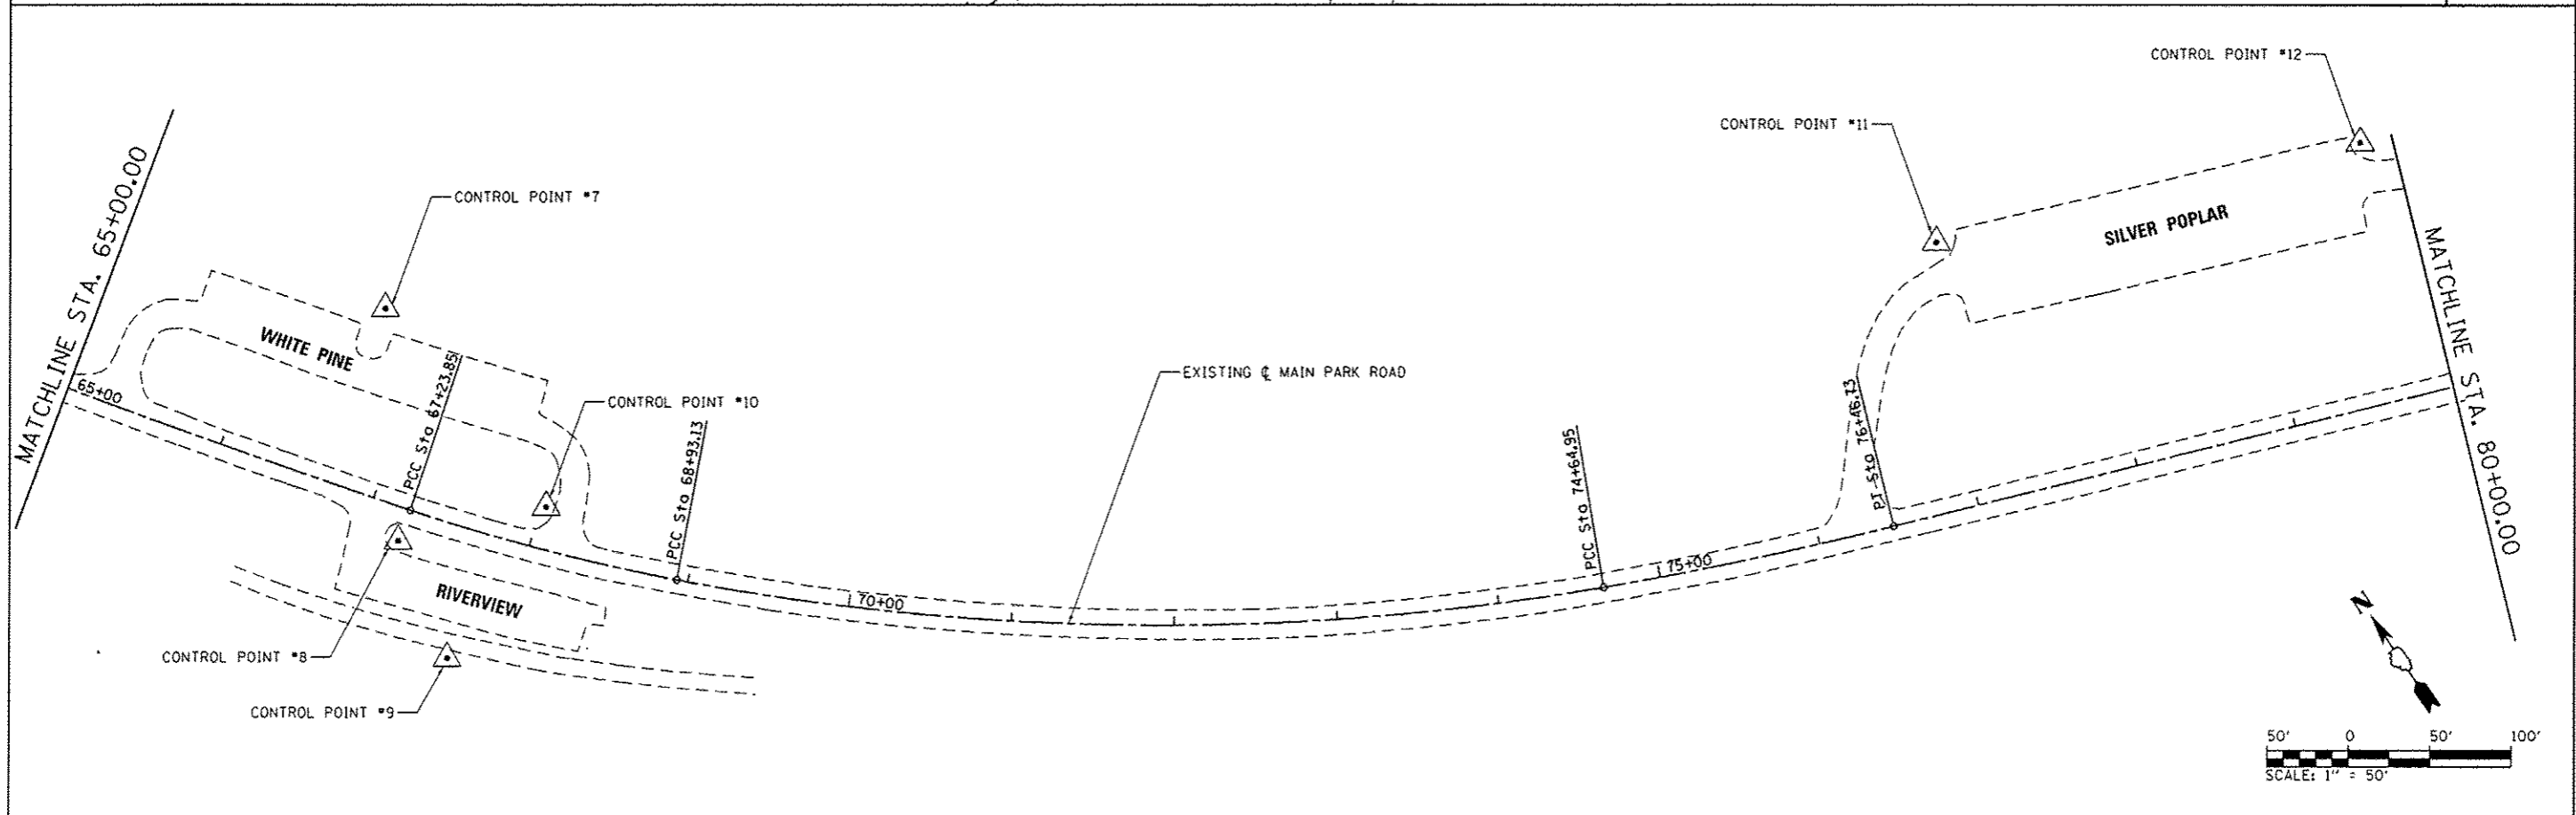 CONTROL POINT #12
CONTROL POINT #11
CONTROL POINT #7
MATCHLINE STA. 65+00.00
SILVER POPLAR
WHITE PINE
MATCHLINE STA. 80+00.00
65+00
PCC Sta 67+23.85
EXISTING ℄ MAIN PARK ROAD
CONTROL POINT #10
PCC Sta 68+93.13
PCC Sta 74+64.95
PT Sta 76+46.73
75+00
70+00
RIVERVIEW
N
CONTROL POINT #8
CONTROL POINT #9
50' 0 50' 100'
SCALE: 1" = 50'